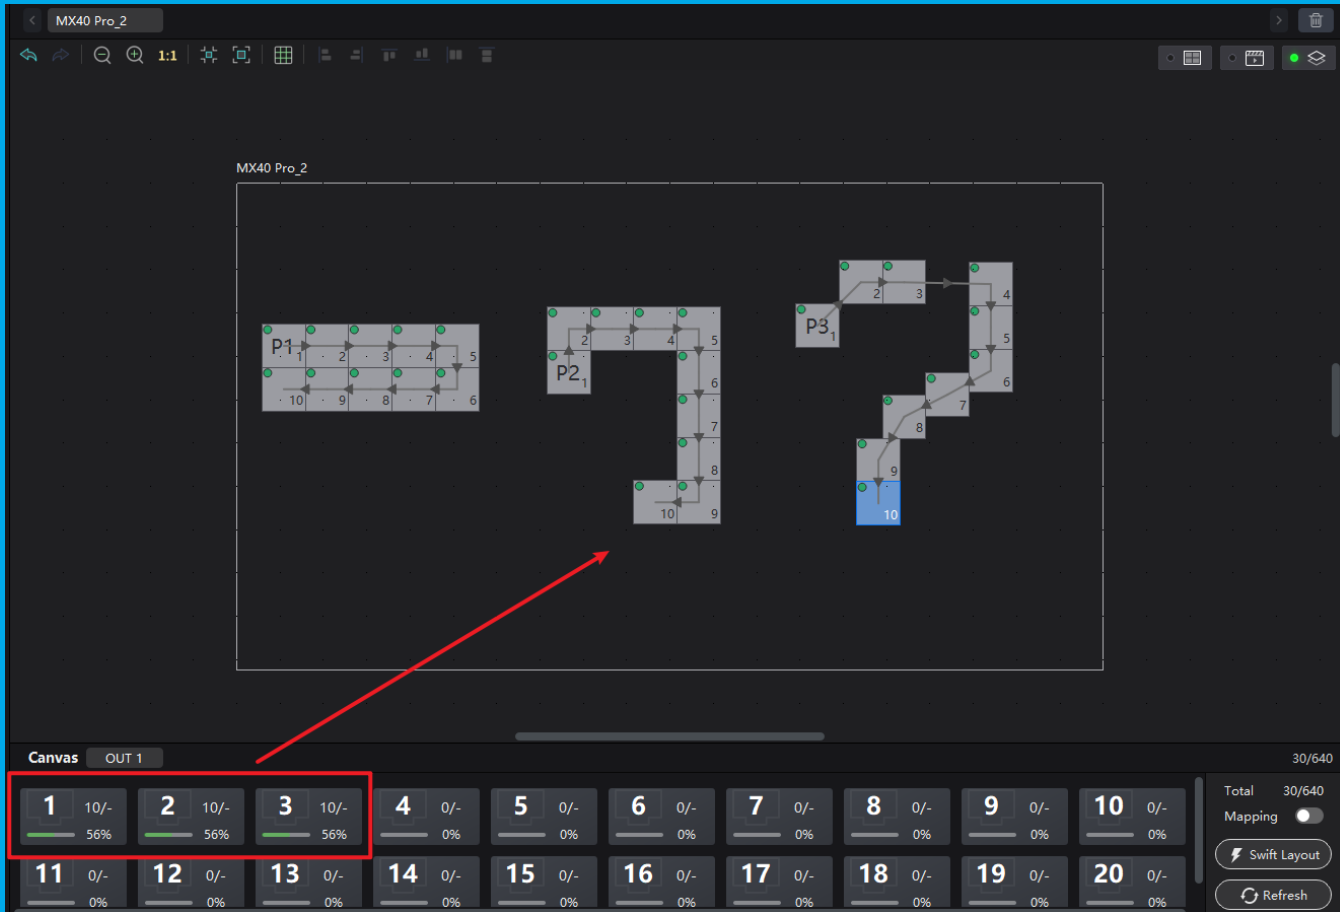 MX40 Pro_2
1:1
MX40 Pro_2
P1 1 2 3 4 5
10 9 8 7 6
2 3 4 5
P2 1 6
7
8
10 9
2 3 4
P3 1 5
6
7
8
9
10
Canvas OUT 1 30/640
1 10/- 2 10/- 3 10/- 4 0/- 5 0/- 6 0/- 7 0/- 8 0/- 9 0/- 10 0/-
56% 56% 56% 0% 0% 0% 0% 0% 0% 0%
11 0/- 12 0/- 13 0/- 14 0/- 15 0/- 16 0/- 17 0/- 18 0/- 19 0/- 20 0/-
0% 0% 0% 0% 0% 0% 0% 0% 0% 0%
Total 30/640
Mapping
Swift Layout
Refresh